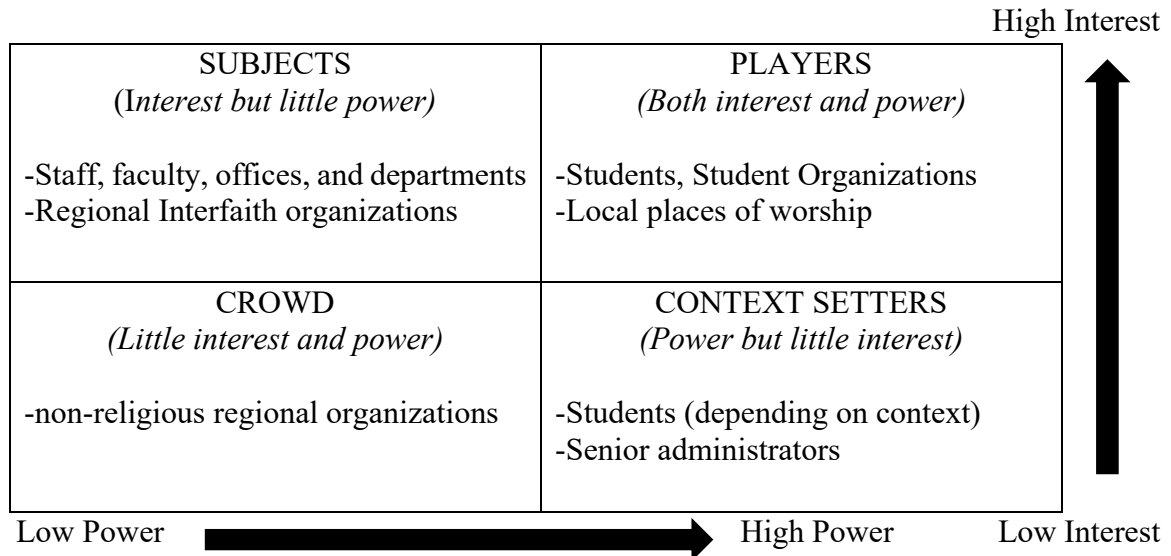 High Interest
SUBJECTS
(Interest but little power)
-Staff, faculty, offices, and departments
-Regional Interfaith organizations
PLAYERS
(Both interest and power)
-Students, Student Organizations
-Local places of worship
CROWD
(Little interest and power)
-non-religious regional organizations
CONTEXT SETTERS
(Power but little interest)
-Students (depending on context)
-Senior administrators
Low Power
High Power
Low Interest